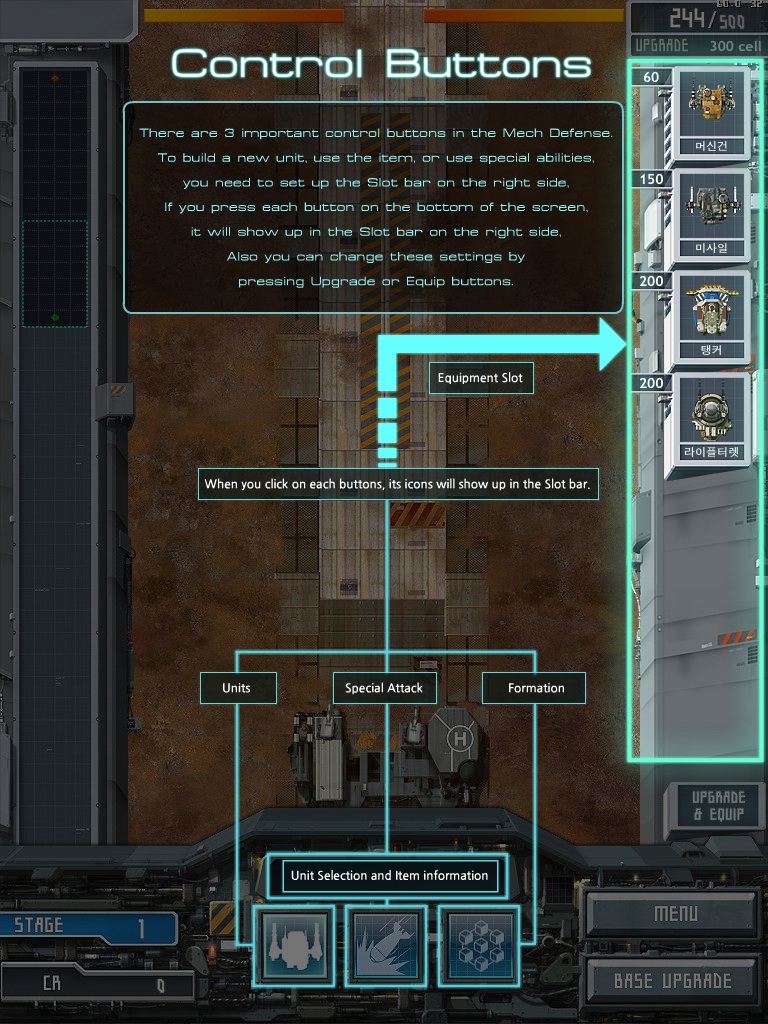 60.0 32
244/500
UPGRADE 300 cell
Control Buttons
There are 3 important control buttons in the Mech Defense.
To build a new unit, use the item, or use special abilities,
you need to set up the Slot bar on the right side,
If you press each button on the bottom of the screen,
it will show up in the Slot bar on the right side,
Also you can change these settings by
pressing Upgrade or Equip buttons.
60
머신건
150
미사일
200
탱커
200
라이플터렛
Equipment Slot
When you click on each buttons, its icons will show up in the Slot bar.
Units
Special Attack
Formation
H
UPGRADE
& EQUIP
Unit Selection and Item information
STAGE 1
MENU
CR 0
BASE UPGRADE